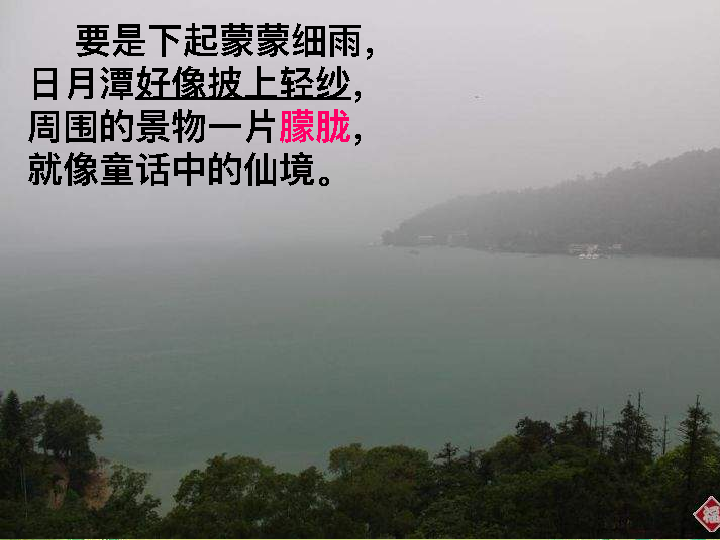 要是下起蒙蒙细雨，
日月潭好像披上轻纱，
周围的景物一片朦胧，
就像童话中的仙境。
福